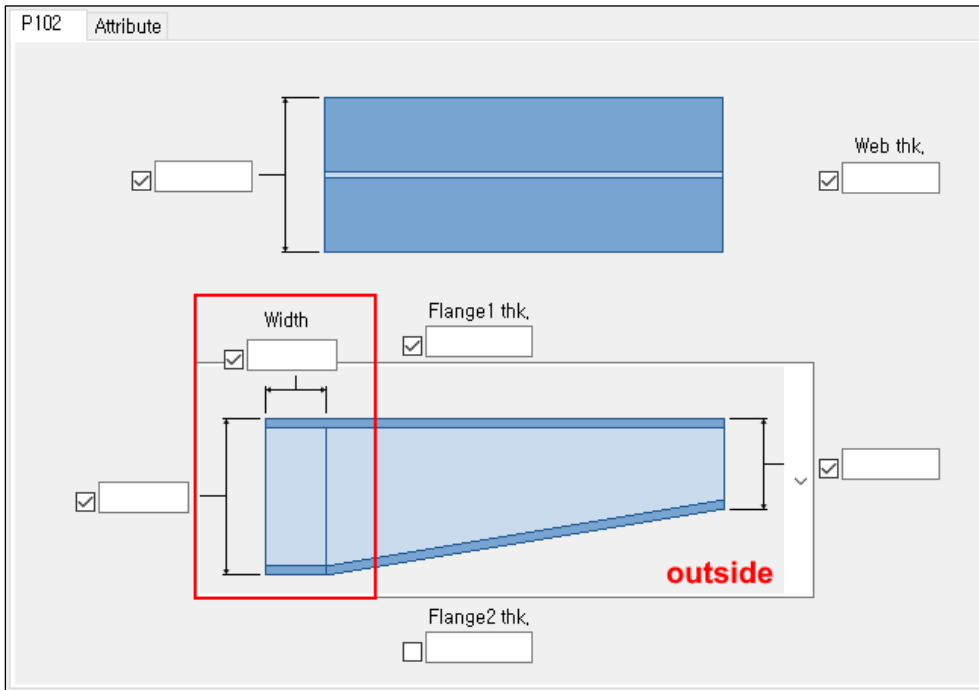 P102
Attribute
Web thk,
Flange1 thk,
Width
outside
Flange2 thk,